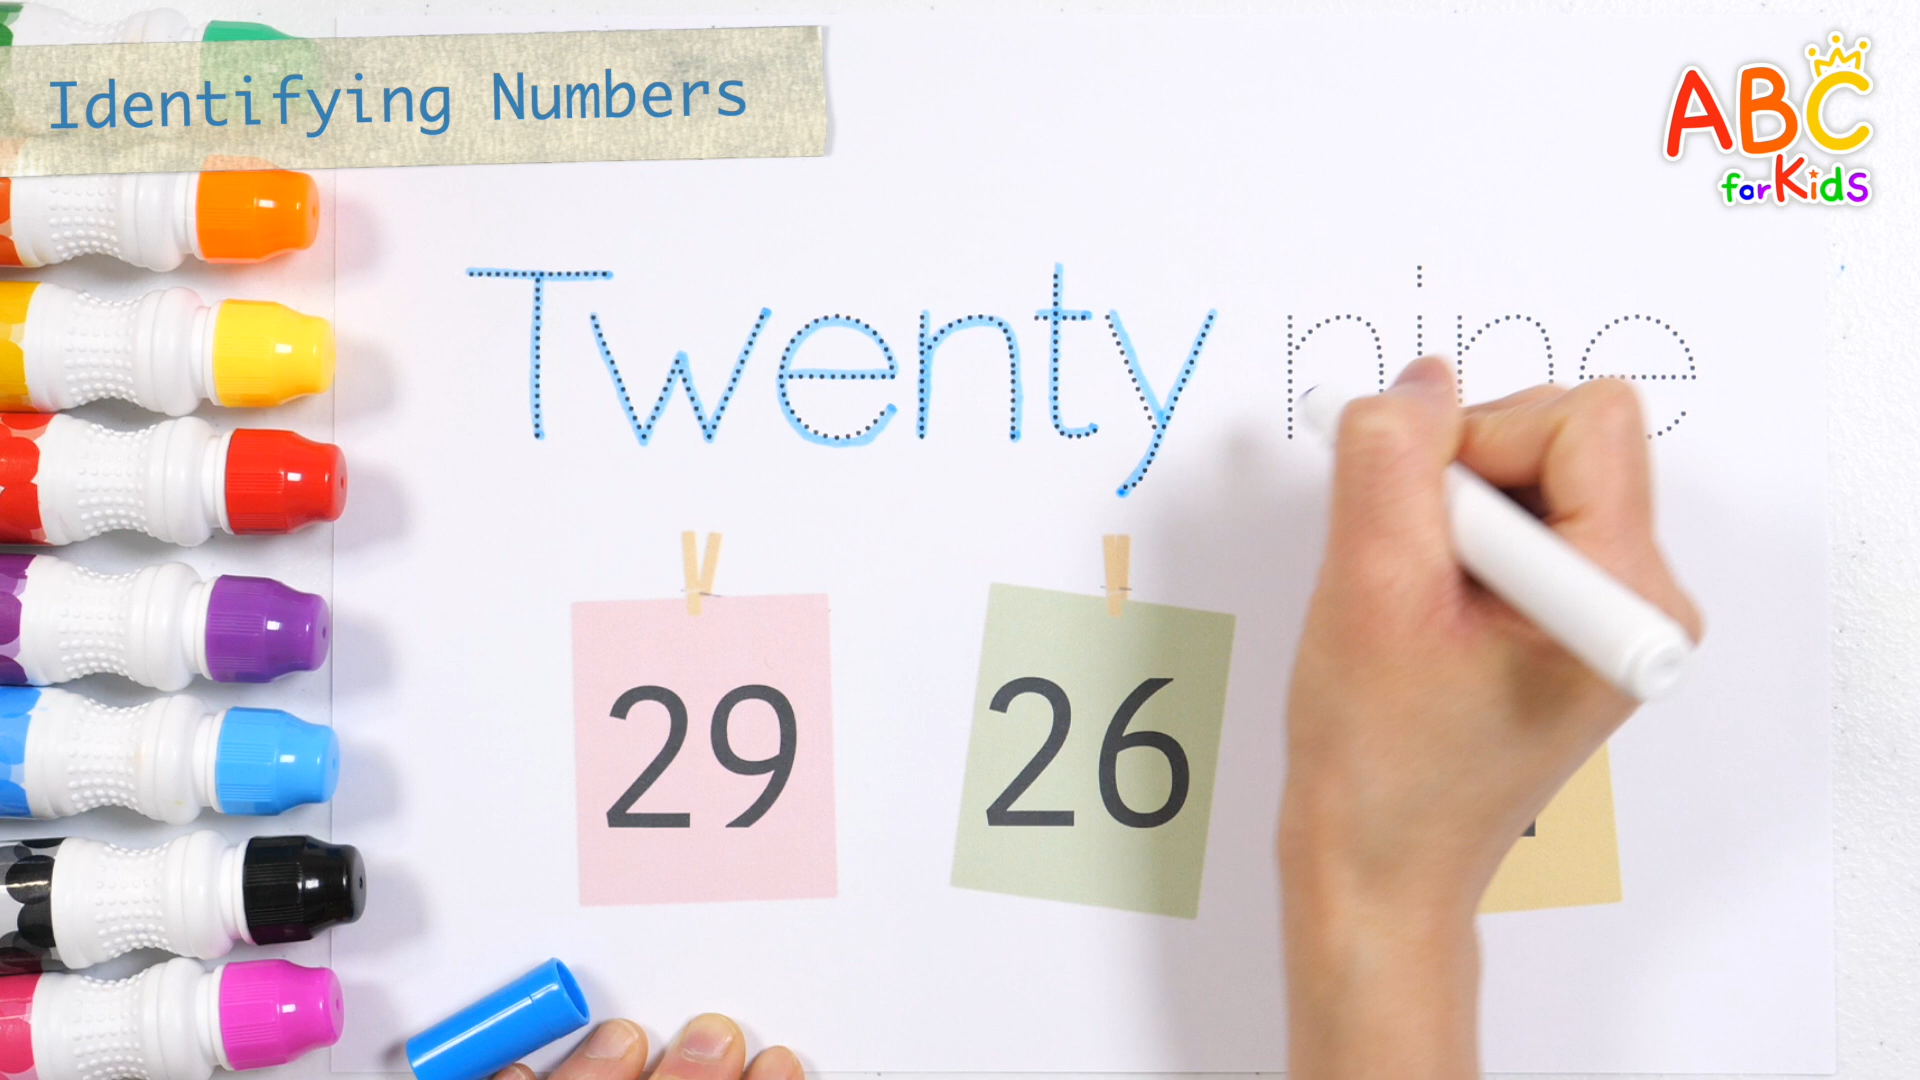 Identifying Numbers
ABC
for Kids
Twenty nine
29 26